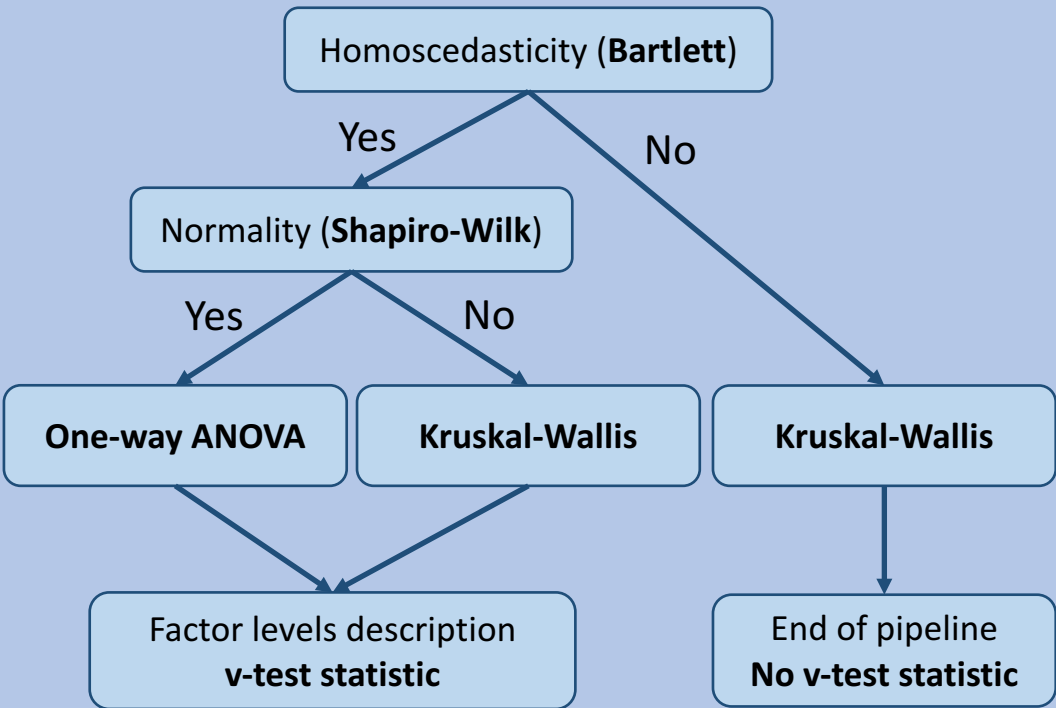 Homoscedasticity (Bartlett)
Yes
No
Normality (Shapiro-Wilk)
Yes
No
One-way ANOVA
Kruskal-Wallis
Kruskal-Wallis
Factor levels description
v-test statistic
End of pipeline
No v-test statistic